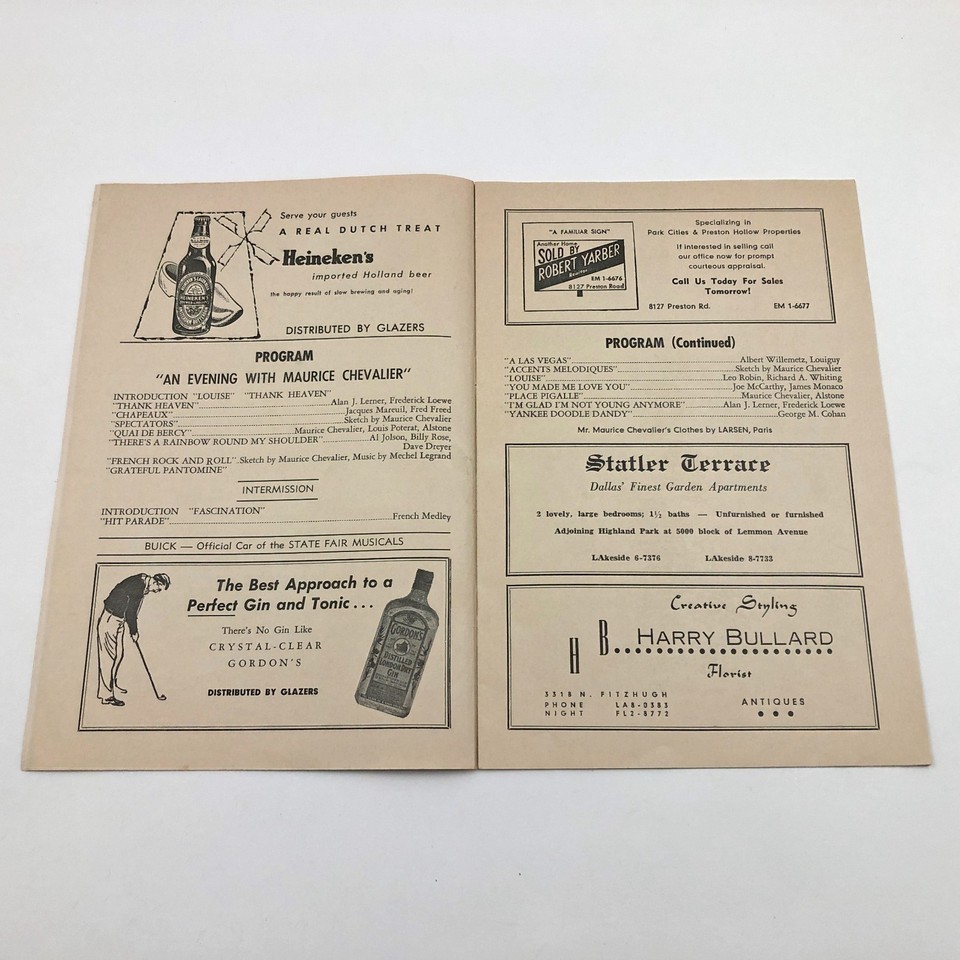 Serve your guests
A REAL DUTCH TREAT
Heineken's
imported Holland beer
the happy result of slow brewing and aging!
HEINEKEN'S
DISTRIBUTED BY GLAZERS
PROGRAM
"AN EVENING WITH MAURICE CHEVALIER"
INTRODUCTION "LOUISE" "THANK HEAVEN"
"THANK HEAVEN"....Alan J. Lerner, Frederick Loewe
"CHAPEAUX"....Jacques Mareuil, Fred Freed
"SPECTATORS"....Sketch by Maurice Chevalier
"QUAI DE BERCY"....Maurice Chevalier, Louis Poterat, Alstone
"THERE'S A RAINBOW ROUND MY SHOULDER"....Al Jolson, Billy Rose,
Dave Dreyer
"FRENCH ROCK AND ROLL"..Sketch by Maurice Chevalier, Music by Mechel Legrand
"GRATEFUL PANTOMINE"
INTERMISSION
INTRODUCTION "FASCINATION"
"HIT PARADE"....French Medley
BUICK — Official Car of the STATE FAIR MUSICALS
The Best Approach to a
Perfect Gin and Tonic . . .
There's No Gin Like
CRYSTAL-CLEAR
GORDON'S
DISTRIBUTED BY GLAZERS
GORDON'S
DISTILLED
LONDON DRY
GIN
"A FAMILIAR SIGN"
Another Home
SOLD BY
ROBERT YARBER
Realtor
EM 1-6676
8127 Preston Road
Specializing in
Park Cities & Preston Hollow Properties
If interested in selling call
our office now for prompt
courteous appraisal.
Call Us Today For Sales
Tomorrow!
8127 Preston Rd. EM 1-6677
PROGRAM (Continued)
"A LAS VEGAS"....Albert Willemetz, Louiguy
"ACCENTS MELODIQUES"....Sketch by Maurice Chevalier
"LOUISE"....Leo Robin, Richard A. Whiting
"YOU MADE ME LOVE YOU"....Joe McCarthy, James Monaco
"PLACE PIGALLE"....Maurice Chevalier, Alstone
"I'M GLAD I'M NOT YOUNG ANYMORE"....Alan J. Lerner, Frederick Loewe
"YANKEE DOODLE DANDY"....George M. Cohan
Mr. Maurice Chevalier's Clothes by LARSEN, Paris
Statler Terrace
Dallas' Finest Garden Apartments
2 lovely, large bedrooms; 1½ baths — Unfurnished or furnished
Adjoining Highland Park at 5000 block of Lemmon Avenue
LAkeside 6-7376 LAkeside 8-7733
Creative Styling
H B. HARRY BULLARD
Florist
3318 N. FITZHUGH
PHONE LA8-0383
NIGHT FL2-8772
ANTIQUES